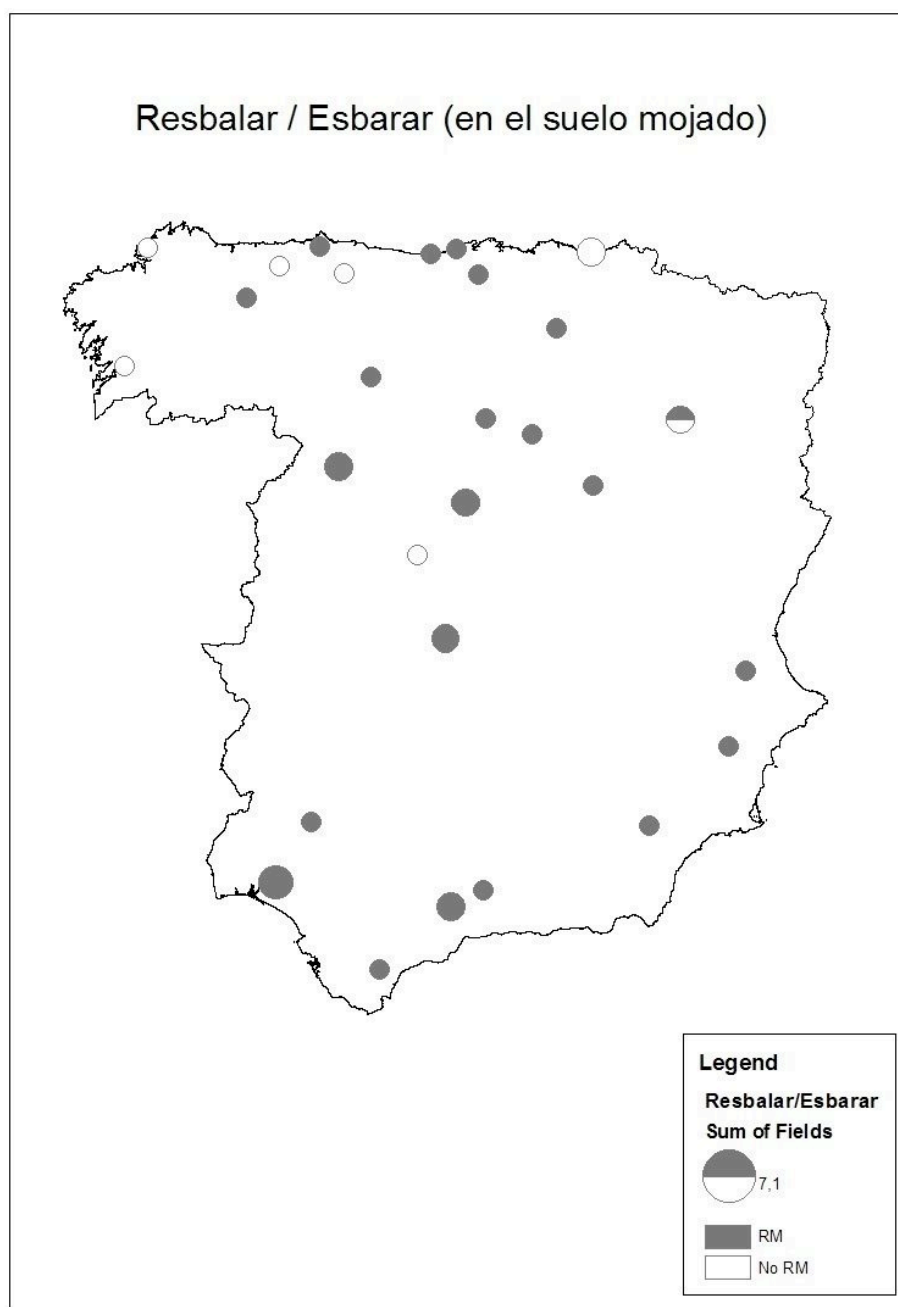 Resbalar / Esbarar (en el suelo mojado)
Legend
Resbalar/Esbarar
Sum of Fields
7,1
RM
No RM